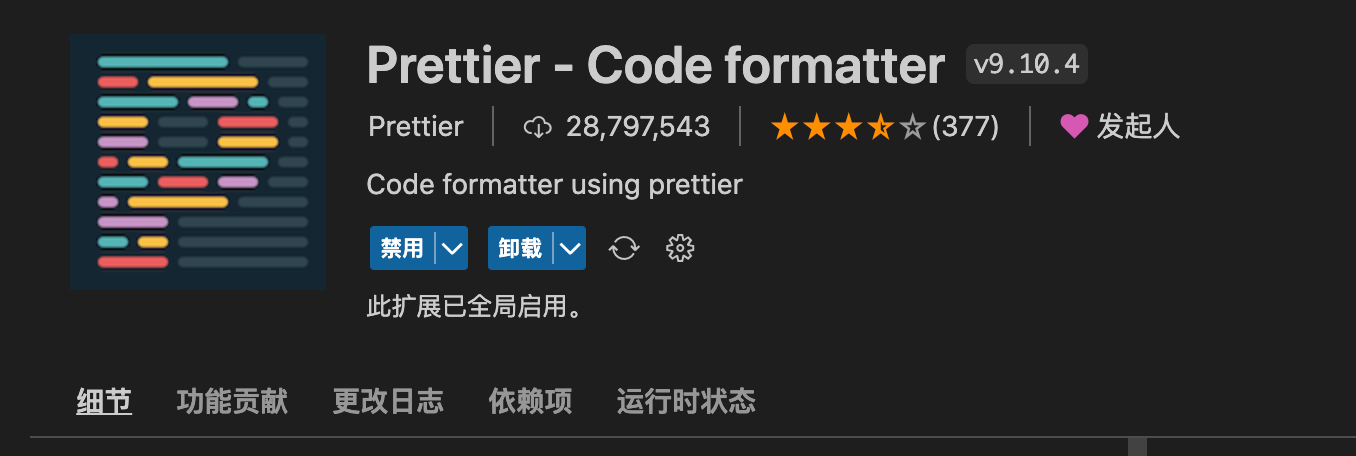 Prettier - Code formatter v9.10.4
Prettier 28,797,543 (377) 发起人
Code formatter using prettier
禁用 卸载
此扩展已全局启用。
细节 功能贡献 更改日志 依赖项 运行时状态